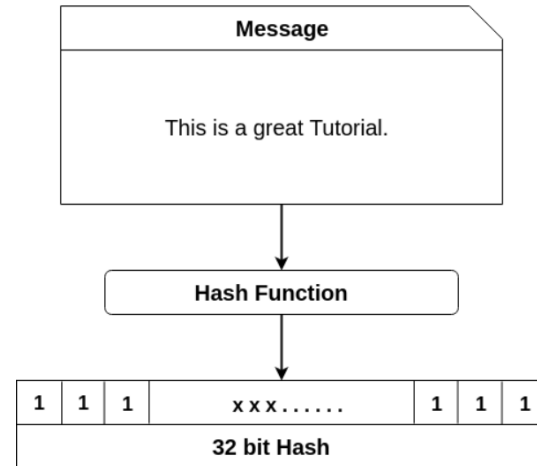 Message
This is a great Tutorial.
Hash Function
1 1 1 x x x . . . . . . 1 1 1
32 bit Hash